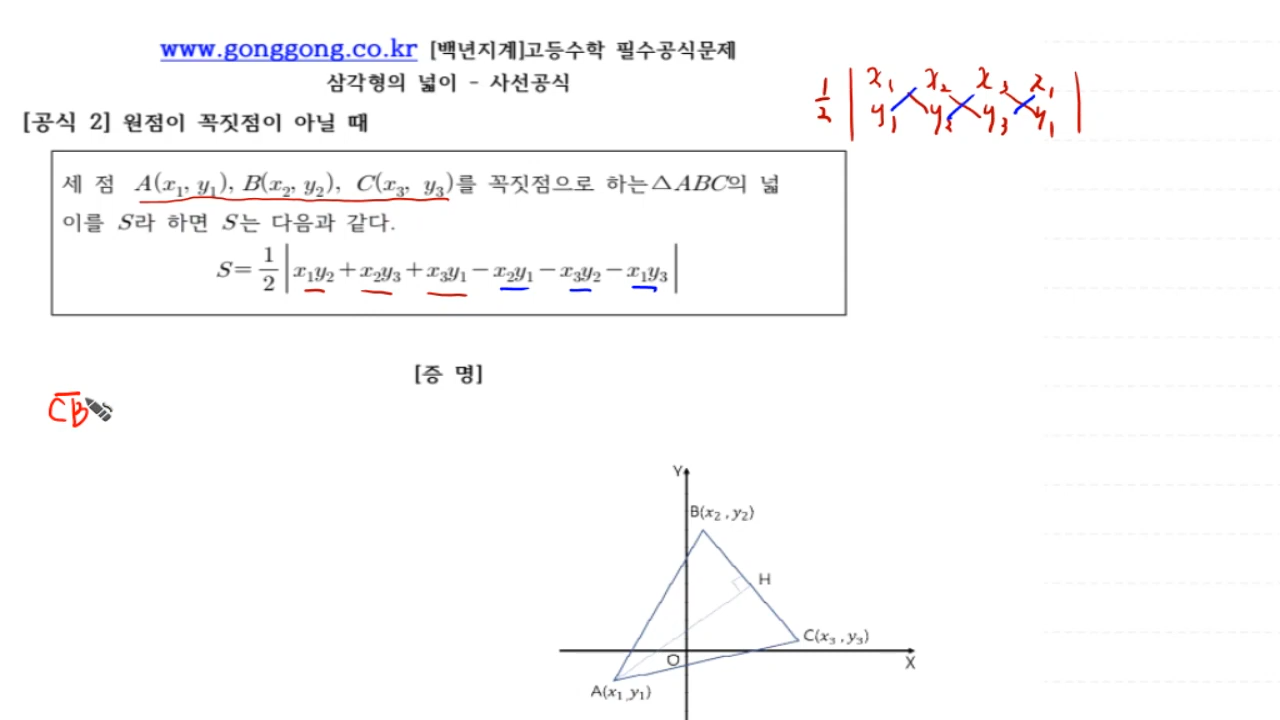 www.gonggong.co.kr [백년지계]고등수학 필수공식문제
삼각형의 넓이 - 사선공식
1/2 | x₁ x₂ x₃ x₁ |
y₁ y₂ y₃ y₁
[공식 2] 원점이 꼭짓점이 아닐 때
세 점 A(x₁, y₁), B(x₂, y₂), C(x₃, y₃)를 꼭짓점으로 하는 △ABC의 넓
이를 S라 하면 S는 다음과 같다.
S = 1/2 | x₁y₂ + x₂y₃ + x₃y₁ − x₂y₁ − x₃y₂ − x₁y₃ |
[증 명]
C̅B̅
Y
B(x₂ , y₂)
H
C(x₃ , y₃)
O
X
A(x₁ , y₁)